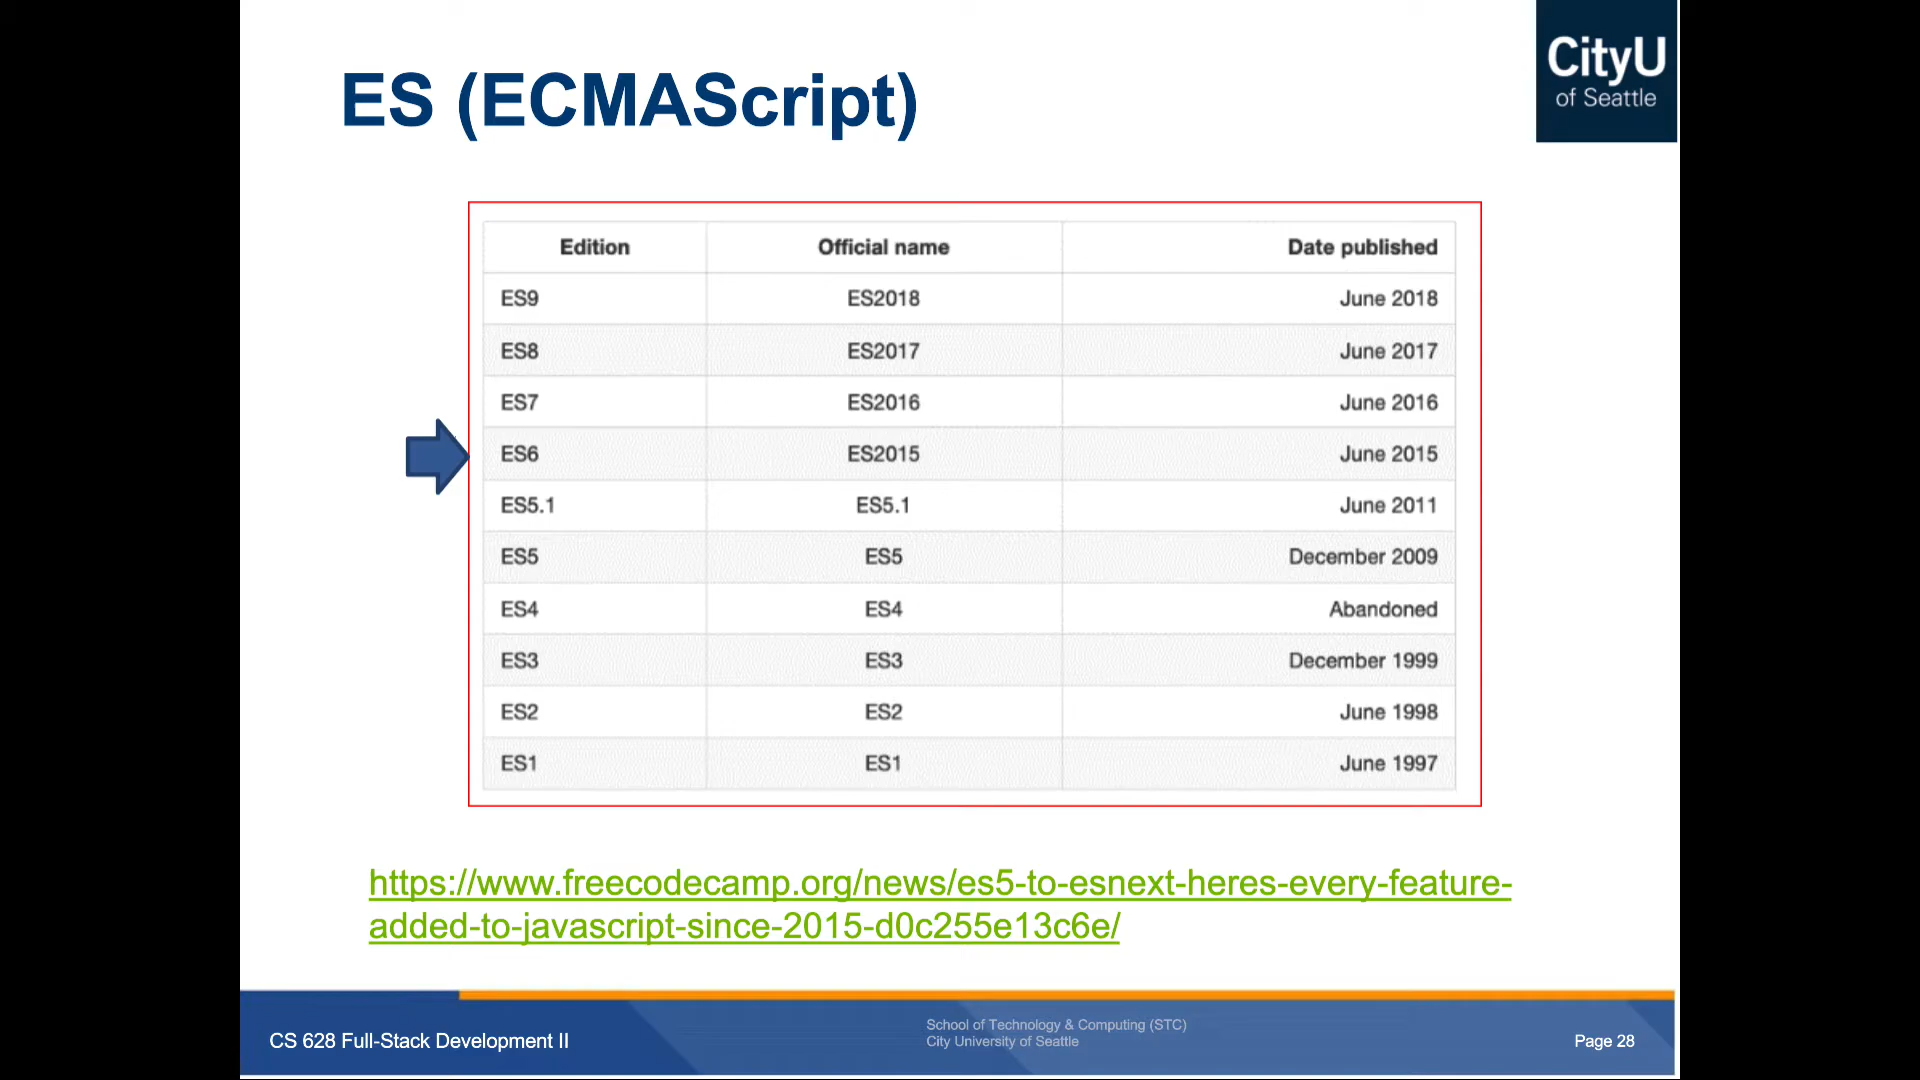 ES (ECMAScript)
CityU
of Seattle
Edition Official name Date published
ES9 ES2018 June 2018
ES8 ES2017 June 2017
ES7 ES2016 June 2016
ES6 ES2015 June 2015
ES5.1 ES5.1 June 2011
ES5 ES5 December 2009
ES4 ES4 Abandoned
ES3 ES3 December 1999
ES2 ES2 June 1998
ES1 ES1 June 1997
https://www.freecodecamp.org/news/es5-to-esnext-heres-every-feature-
added-to-javascript-since-2015-d0c255e13c6e/
CS 628 Full-Stack Development II
School of Technology & Computing (STC)
City University of Seattle
Page 28